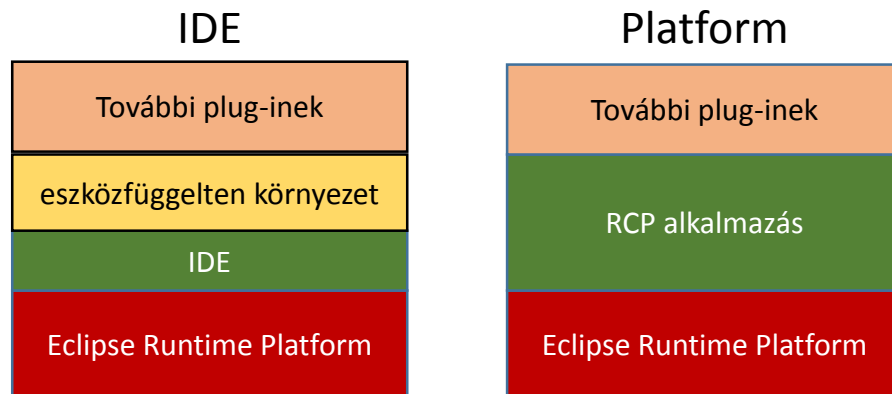 IDE
További plug-inek
eszközfüggelten környezet
IDE
Eclipse Runtime Platform
Platform
További plug-inek
RCP alkalmazás
Eclipse Runtime Platform